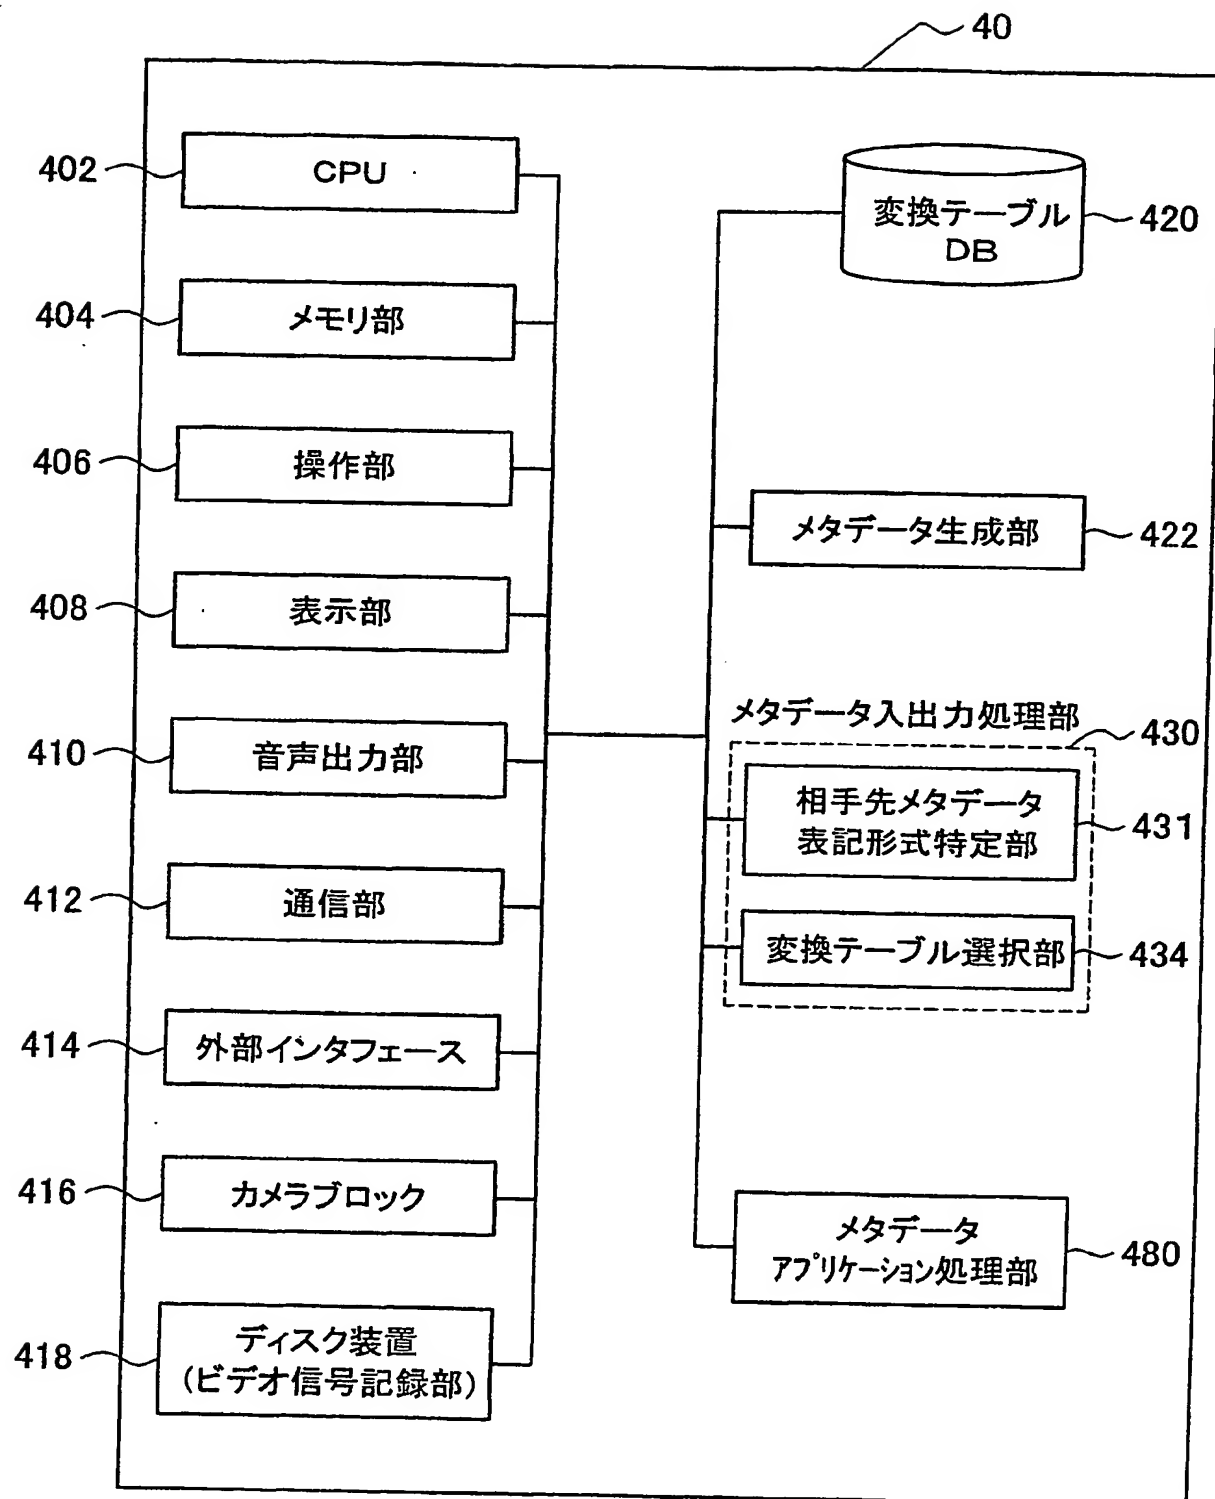 40
402
CPU
404
メモリ部
406
操作部
408
表示部
410
音声出力部
412
通信部
414
外部インタフェース
416
カメラブロック
418
ディスク装置
(ビデオ信号記録部)
変換テーブル
DB
420
メタデータ生成部
422
メタデータ入出力処理部
430
相手先メタデータ
表記形式特定部
431
変換テーブル選択部
434
メタデータ
アプリケーション処理部
480